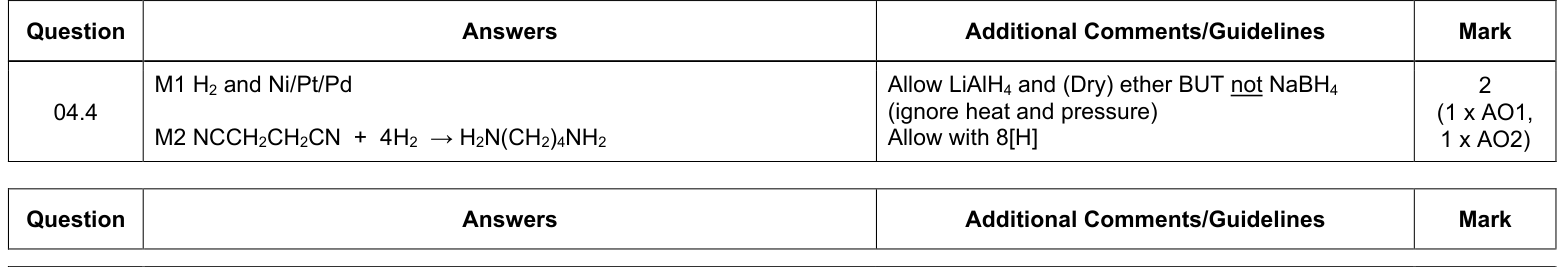 Question Answers Additional Comments/Guidelines Mark
04.4
M1 H₂ and Ni/Pt/Pd
M2 NCCH₂CH₂CN + 4H₂ → H₂N(CH₂)₄NH₂
Allow LiAlH₄ and (Dry) ether BUT not NaBH₄
(ignore heat and pressure)
Allow with 8[H]
2
(1 x AO1,
1 x AO2)
Question Answers Additional Comments/Guidelines Mark